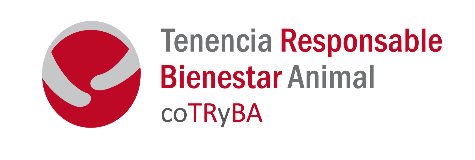 Tenencia Responsable
Bienestar Animal
coTRyBA